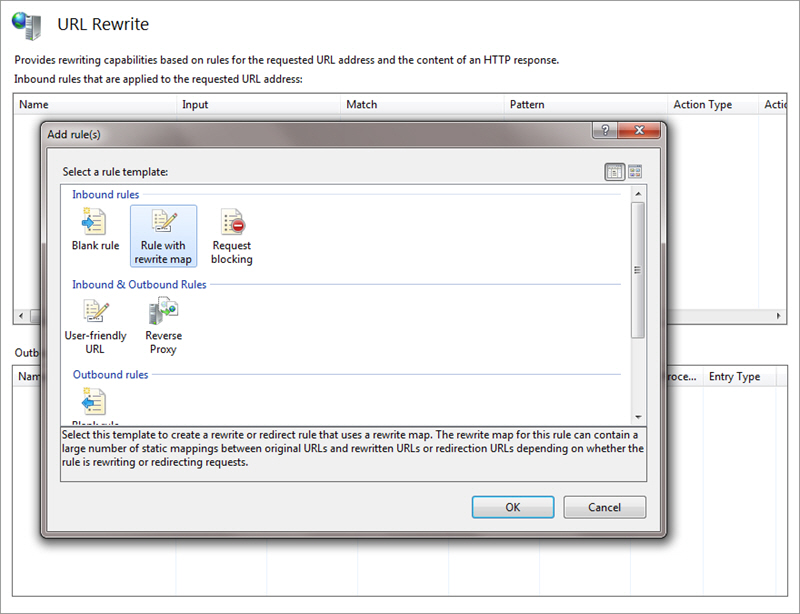 URL Rewrite
Provides rewriting capabilities based on rules for the requested URL address and the content of an HTTP response.
Inbound rules that are applied to the requested URL address:
Name Input Match Pattern Action Type Actic
Add rule(s)
?
Select a rule template:
Inbound rules
Blank rule
Rule with
rewrite map
Request
blocking
Inbound & Outbound Rules
User-friendly
URL
Reverse
Proxy
Outbound rules
Blank rule
Outb
Nam roce... Entry Type
Select this template to create a rewrite or redirect rule that uses a rewrite map. The rewrite map for this rule can contain a
large number of static mappings between original URLs and rewritten URLs or redirection URLs depending on whether the
rule is rewriting or redirecting requests.
OK Cancel